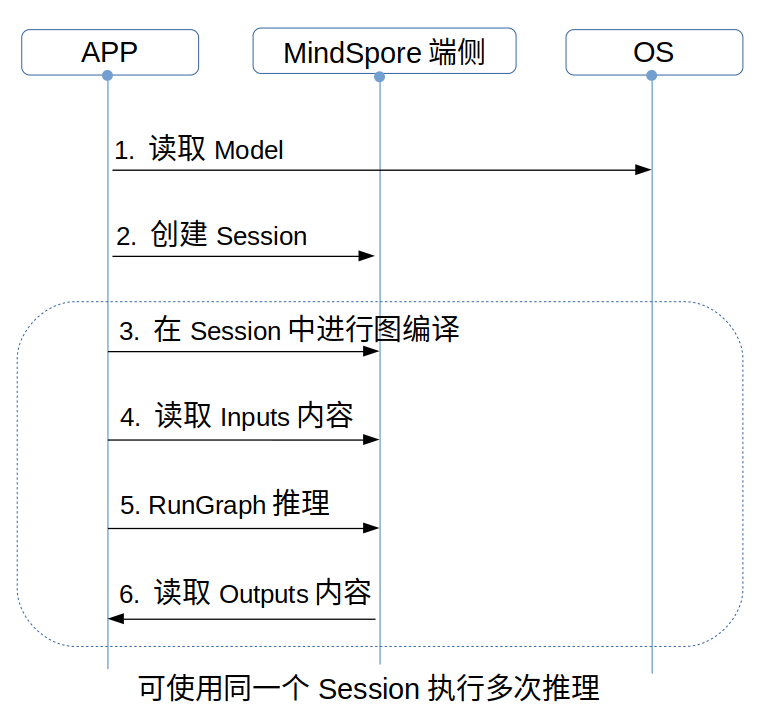 APP
MindSpore 端侧
OS
1. 读取 Model
2. 创建 Session
3. 在 Session 中进行图编译
4. 读取 Inputs 内容
5. RunGraph 推理
6. 读取 Outputs 内容
可使用同一个 Session 执行多次推理